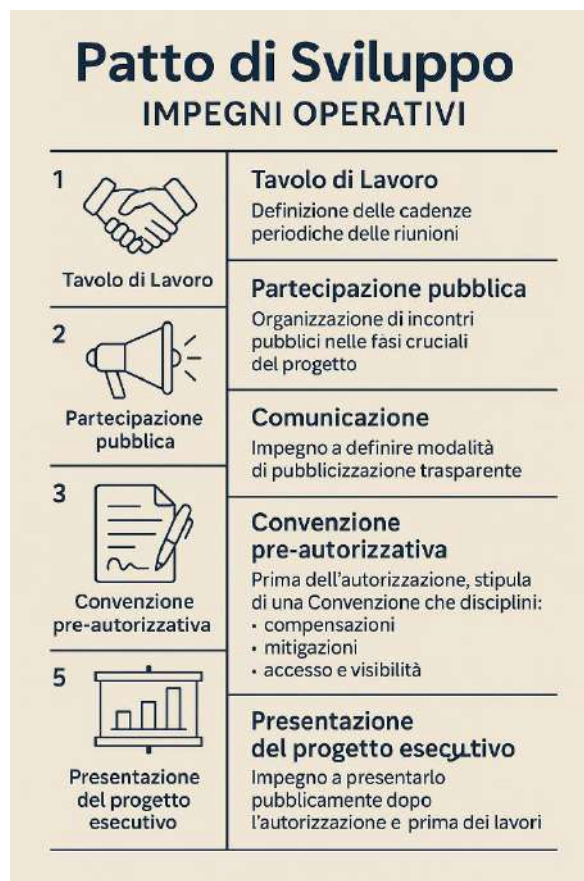 Patto di Sviluppo
IMPEGNI OPERATIVI
1
Tavolo di Lavoro
2
Partecipazione
pubblica
3
Convenzione
pre-autorizzativa
5
Presentazione
del progetto
esecutivo
Tavolo di Lavoro
Definizione delle cadenze
periodiche delle riunioni
Partecipazione pubblica
Organizzazione di incontri
pubblici nelle fasi cruciali
del progetto
Comunicazione
Impegno a definire modalità
di pubblicizzazione trasparente
Convenzione
pre-autorizzativa
Prima dell'autorizzazione, stipula
di una Convenzione che disciplini:
• compensazioni
• mitigazioni
• accesso e visibilità
Presentazione
del progetto esecutivo
Impegno a presentarlo
pubblicamente dopo
l'autorizzazione e prima dei lavori